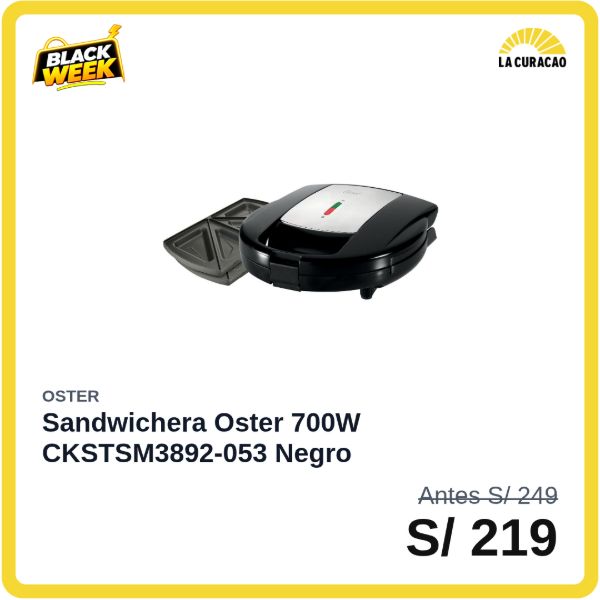 BLACK
WEEK
LA CURACAO
OSTER
Sandwichera Oster 700W
CKSTSM3892-053 Negro
Antes S/ 249
S/ 219